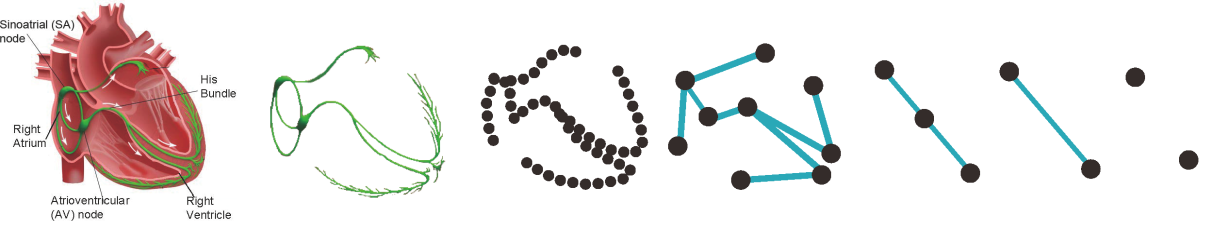 Sinoatrial (SA)
node
His
Bundle
Right
Atrium
Atrioventricular
(AV) node
Right
Ventricle